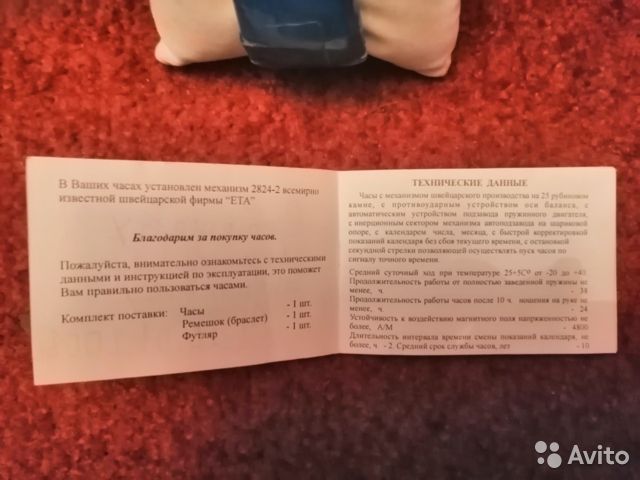 В Ваших часах установлен механизм 2824-2 всемирно
известной швейцарской фирмы "ETA"
Благодарим за покупку часов.
Пожалуйста, внимательно ознакомьтесь с техническими
данными и инструкцией по эксплуатации, это поможет
Вам правильно пользоваться часами.
Комплект поставки: Часы - 1 шт.
Ремешок (браслет) - 1 шт.
Футляр - 1 шт.
ТЕХНИЧЕСКИЕ ДАННЫЕ
Часы с механизмом швейцарского производства на 25 рубиновом
камне, с противоударным устройством оси баланса, с
автоматическим устройством подзавода пружинного двигателя,
с инерционным сектором механизма автоподзавода на шариковой
опоре, с календарем числа, месяца, с быстрой корректировкой
показаний календаря без сбоя текущего времени, с остановкой
секундной стрелки позволяющей осуществлять пуск часов по
сигналу точного времени.
Средний суточный ход при температуре 25+5С° от -20 до +40
Продолжительность работы от полностью заведенной пружины не
менее, ч. - 38
Продолжительность работы часов после 10 ч. ношения на руке не
менее, ч. - 24
Устойчивость к воздействию магнитного поля напряженностью не
более, А/М - 4800
Длительность интервала времени смены показаний календаря, не
более, ч - 2. Средний срок службы часов, лет - 10
Avito